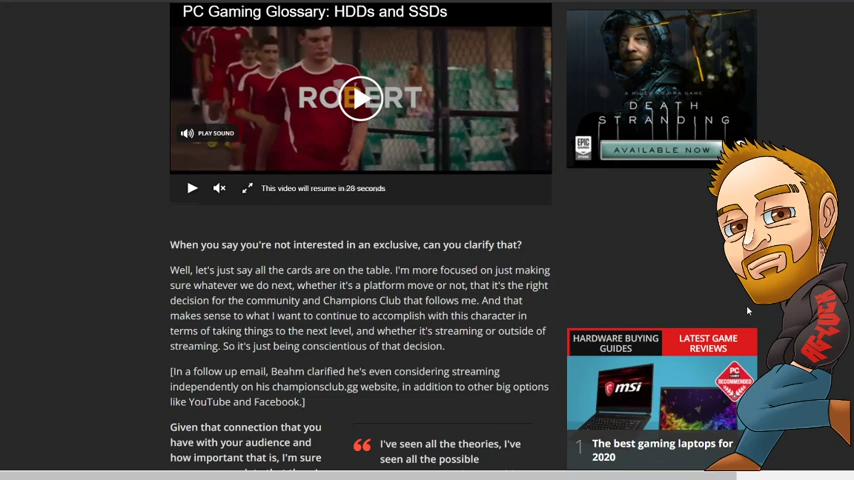 PC Gaming Glossary: HDDs and SSDs
ROBERT
PLAY SOUND
This video will resume in 28 seconds
A HIDEO KOJIMA GAME
DEATH
STRANDING
EPIC
GAMES
AVAILABLE NOW
When you say you're not interested in an exclusive, can you clarify that?
Well, let's just say all the cards are on the table. I'm more focused on just making
sure whatever we do next, whether it's a platform move or not, that it's the right
decision for the community and Champions Club that follows me. And that
makes sense to what I want to continue to accomplish with this character in
terms of taking things to the next level, and whether it's streaming or outside of
streaming. So it's just being conscientious of that decision.
[In a follow up email, Beahm clarified he's even considering streaming
independently on his championsclub.gg website, in addition to other big options
like YouTube and Facebook.]
Given that connection that you
have with your audience and
how important that is, I'm sure
I've seen all the theories, I've
seen all the possible
HARDWARE BUYING
GUIDES
LATEST GAME
REVIEWS
msi
PC
GAMER
RECOMMENDED
1 The best gaming laptops for
2020